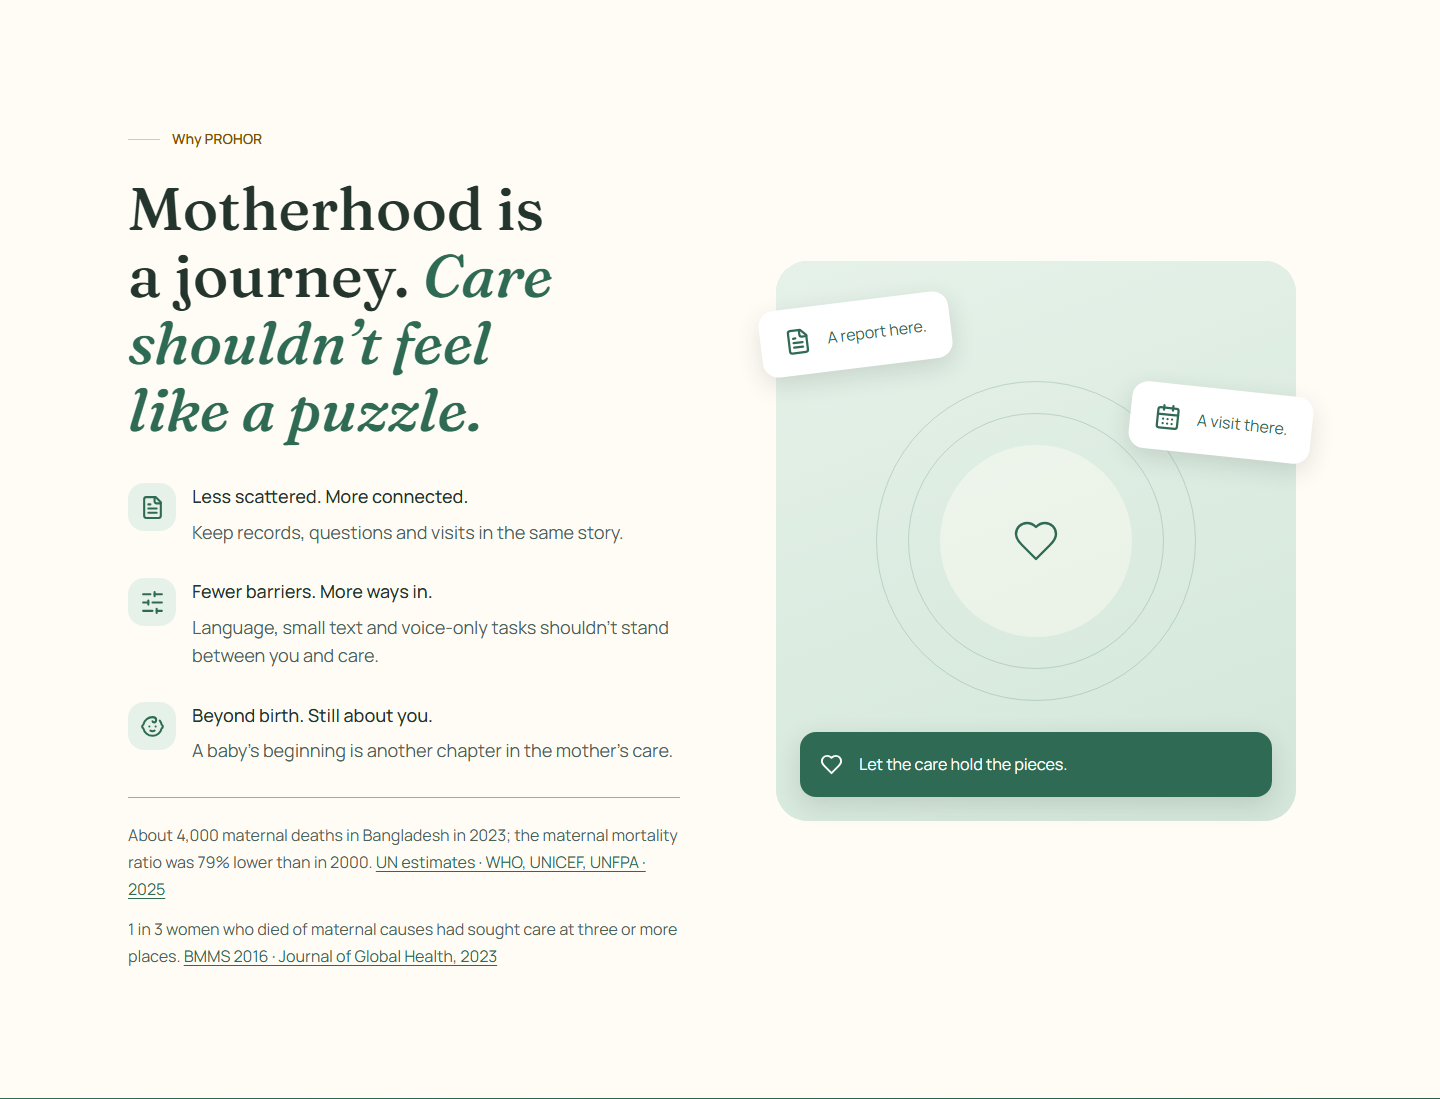 Why PROHOR
Motherhood is
a journey. Care
shouldn’t feel
like a puzzle.
Less scattered. More connected.
Keep records, questions and visits in the same story.
Fewer barriers. More ways in.
Language, small text and voice-only tasks shouldn’t stand
between you and care.
Beyond birth. Still about you.
A baby’s beginning is another chapter in the mother’s care.
About 4,000 maternal deaths in Bangladesh in 2023; the maternal mortality
ratio was 79% lower than in 2000. UN estimates · WHO, UNICEF, UNFPA ·
2025
1 in 3 women who died of maternal causes had sought care at three or more
places. BMMS 2016 · Journal of Global Health, 2023
A report here.
A visit there.
Let the care hold the pieces.